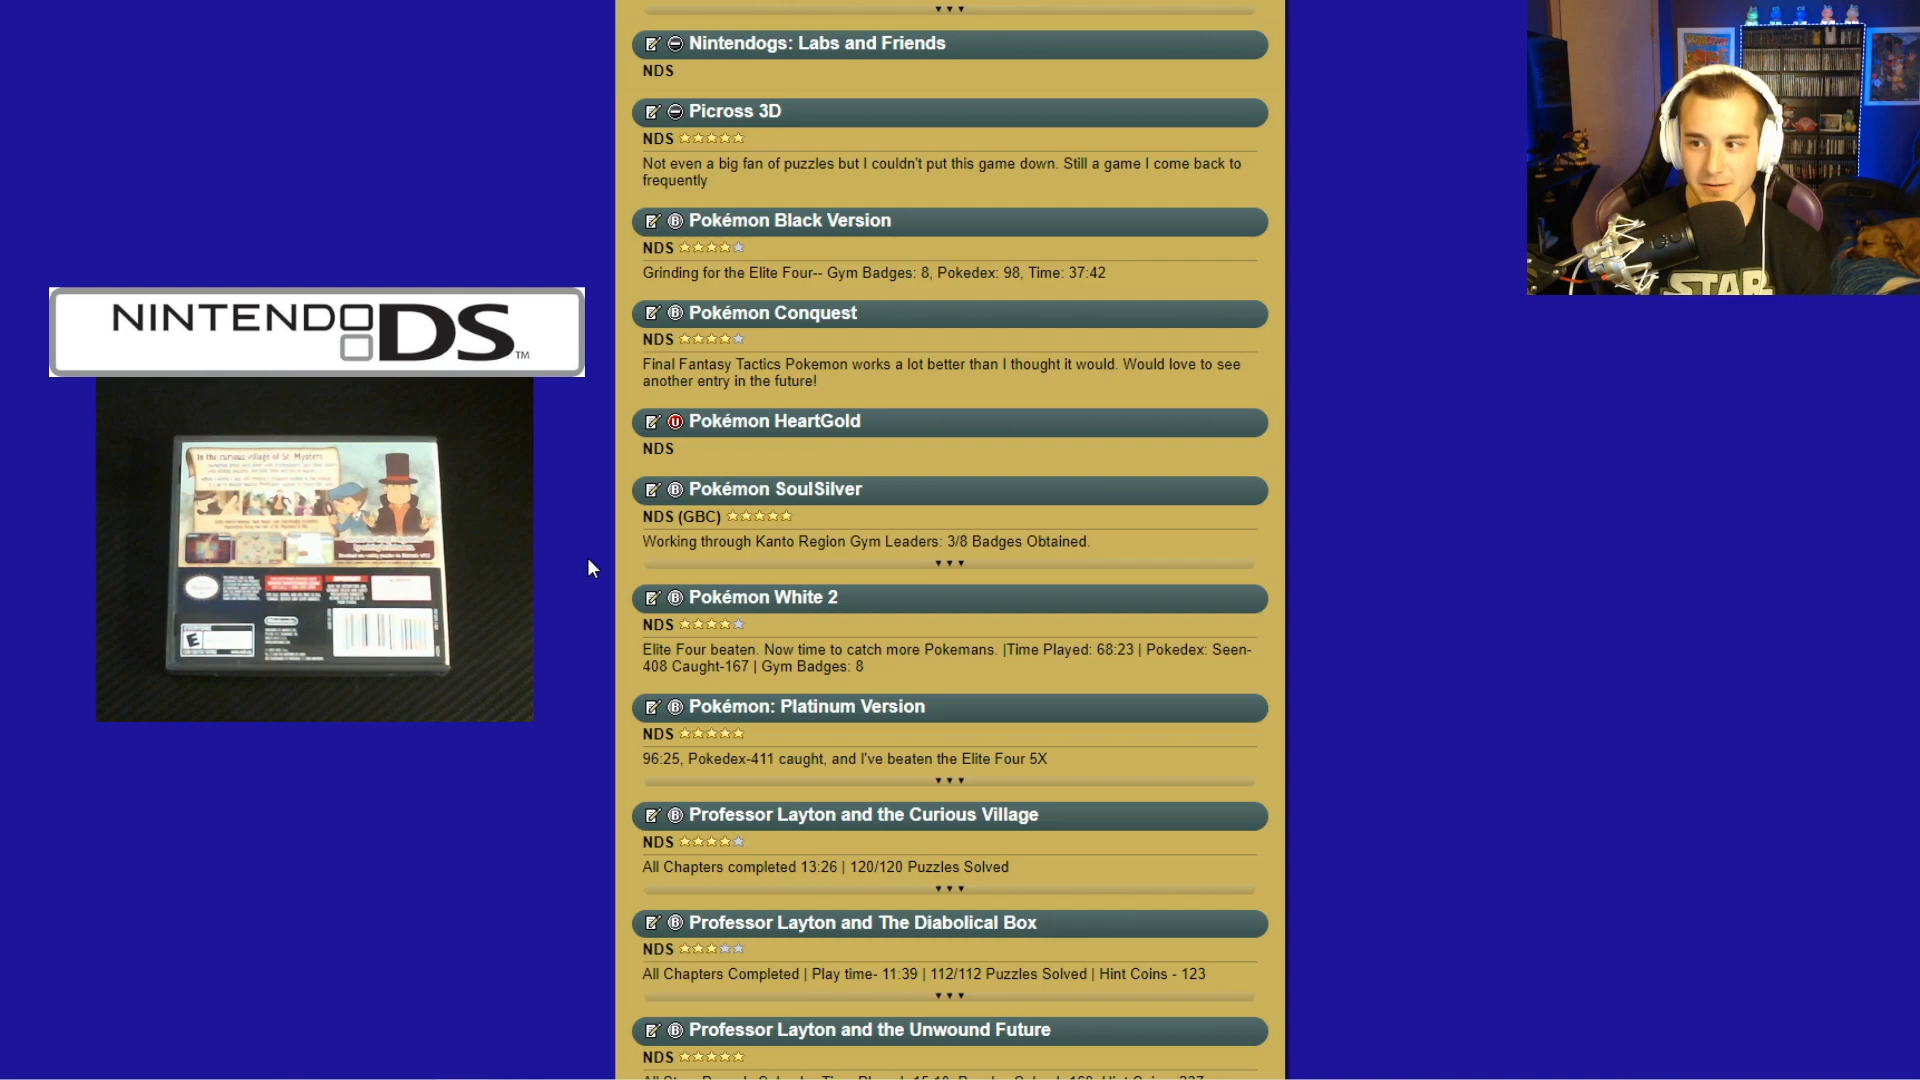 ▼▼▼
Nintendogs: Labs and Friends
NDS
Picross 3D
NDS
Not even a big fan of puzzles but I couldn't put this game down. Still a game I come back to
frequently
B Pokémon Black Version
NDS
Grinding for the Elite Four-- Gym Badges: 8, Pokedex: 98, Time: 37:42
B Pokémon Conquest
NDS
Final Fantasy Tactics Pokemon works a lot better than I thought it would. Would love to see
another entry in the future!
U Pokémon HeartGold
NDS
B Pokémon SoulSilver
NDS (GBC)
Working through Kanto Region Gym Leaders: 3/8 Badges Obtained.
▼▼▼
B Pokémon White 2
NDS
Elite Four beaten. Now time to catch more Pokemans. |Time Played: 68:23 | Pokedex: Seen-
408 Caught-167 | Gym Badges: 8
B Pokémon: Platinum Version
NDS
96:25, Pokedex-411 caught, and I've beaten the Elite Four 5X
▼▼▼
B Professor Layton and the Curious Village
NDS
All Chapters completed 13:26 | 120/120 Puzzles Solved
▼▼▼
B Professor Layton and The Diabolical Box
NDS
All Chapters Completed | Play time- 11:39 | 112/112 Puzzles Solved | Hint Coins - 123
▼▼▼
B Professor Layton and the Unwound Future
NDS
NINTENDO DS TM
In the curious village of St. Mystere
E
STAR